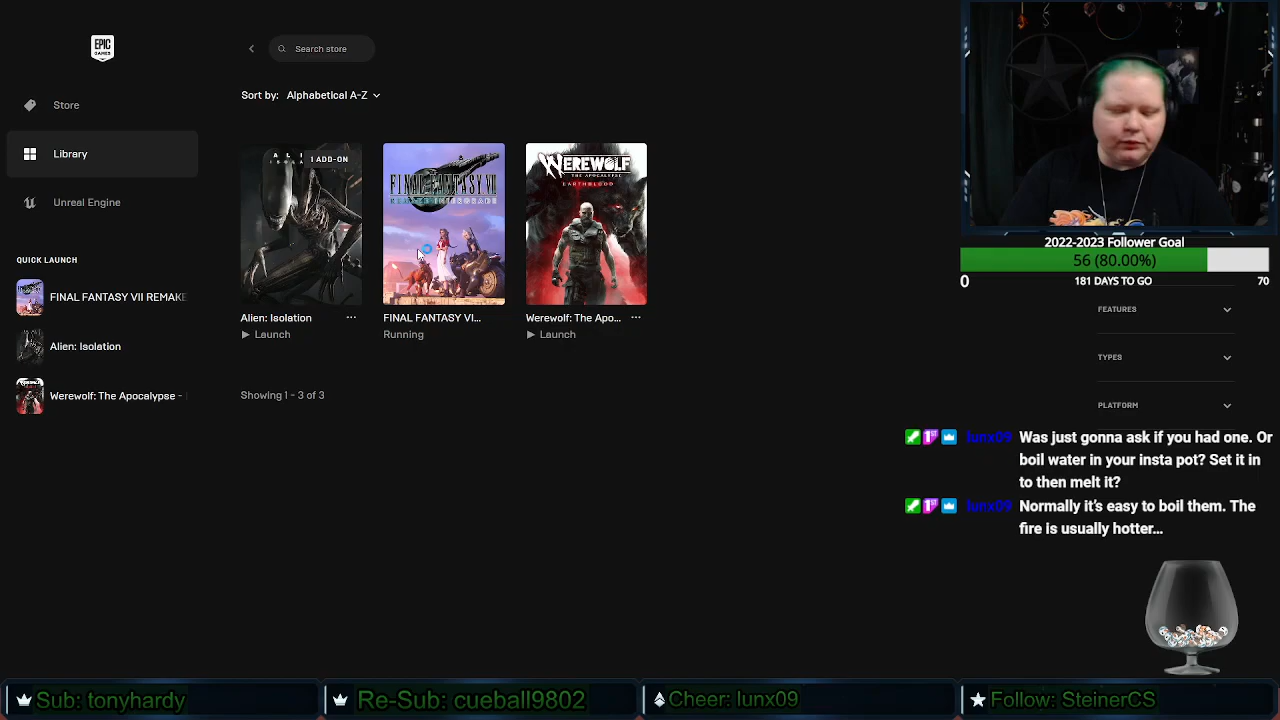 EPIC
GAMES
Search store
Store
Library
Unreal Engine
QUICK LAUNCH
FINAL FANTASY VII REMAKE
Alien: Isolation
Werewolf: The Apocalypse -
Sort by: Alphabetical A-Z
1 ADD-ON
FINAL FANTASY VII
REMAKE INTERGRADE
WEREWOLF
THE APOCALYPSE
EARTHBLOOD
Alien: Isolation ...
Launch
FINAL FANTASY VI...
Running
Werewolf: The Apo... ...
Launch
Showing 1 - 3 of 3
2022-2023 Follower Goal
56 (80.00%)
0 181 DAYS TO GO 70
FEATURES
TYPES
PLATFORM
lunx09 Was just gonna ask if you had one. Or
boil water in your insta pot? Set it in
to then melt it?
lunx09 Normally it's easy to boil them. The
fire is usually hotter...
Sub: tonyhardy
Re-Sub: cueball9802
Cheer: lunx09
Follow: SteinerCS